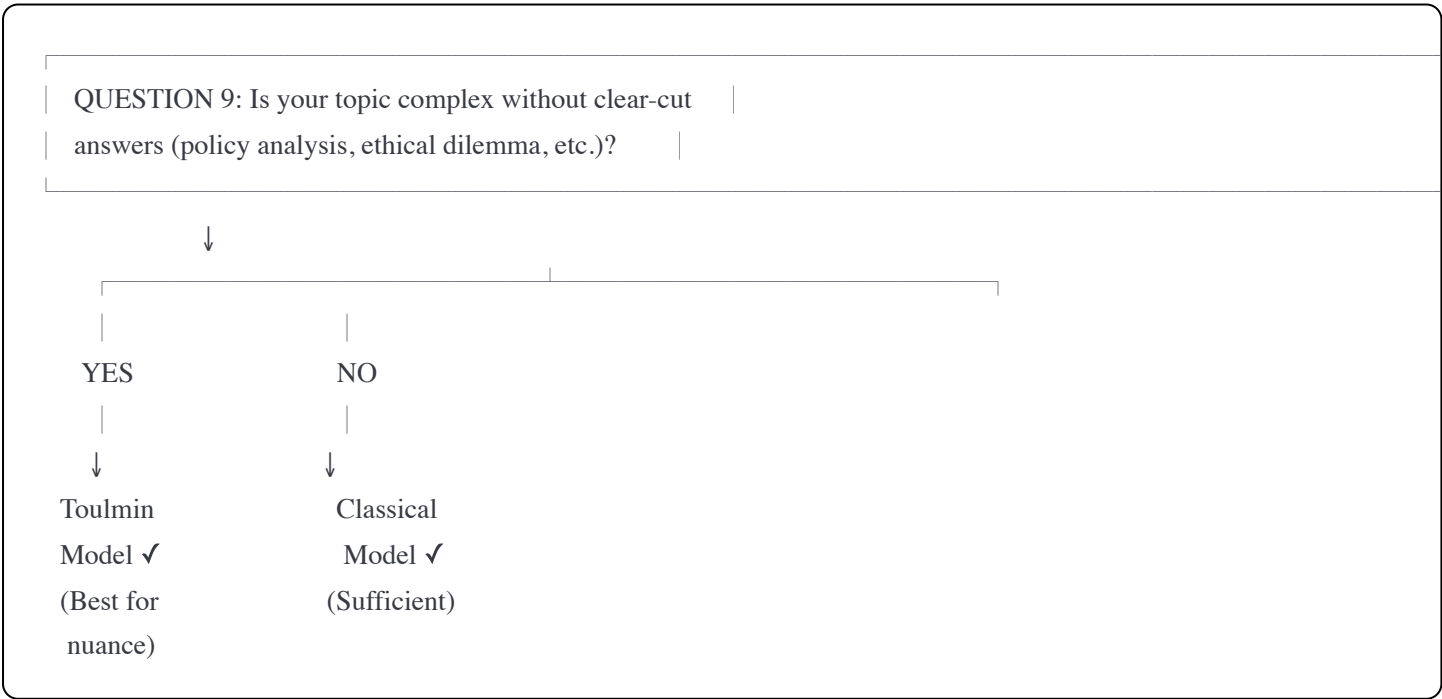 QUESTION 9: Is your topic complex without clear-cut
answers (policy analysis, ethical dilemma, etc.)?
↓
YES NO
↓ ↓
Toulmin Classical
Model ✓ Model ✓
(Best for (Sufficient)
nuance)